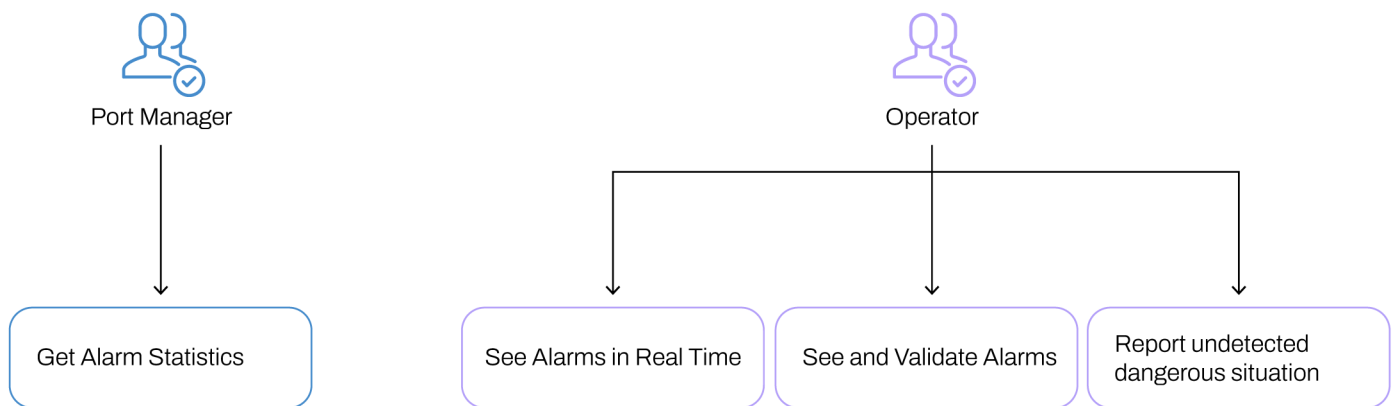 Port Manager
Operator
Get Alarm Statistics
See Alarms in Real Time
See and Validate Alarms
Report undetected
dangerous situation